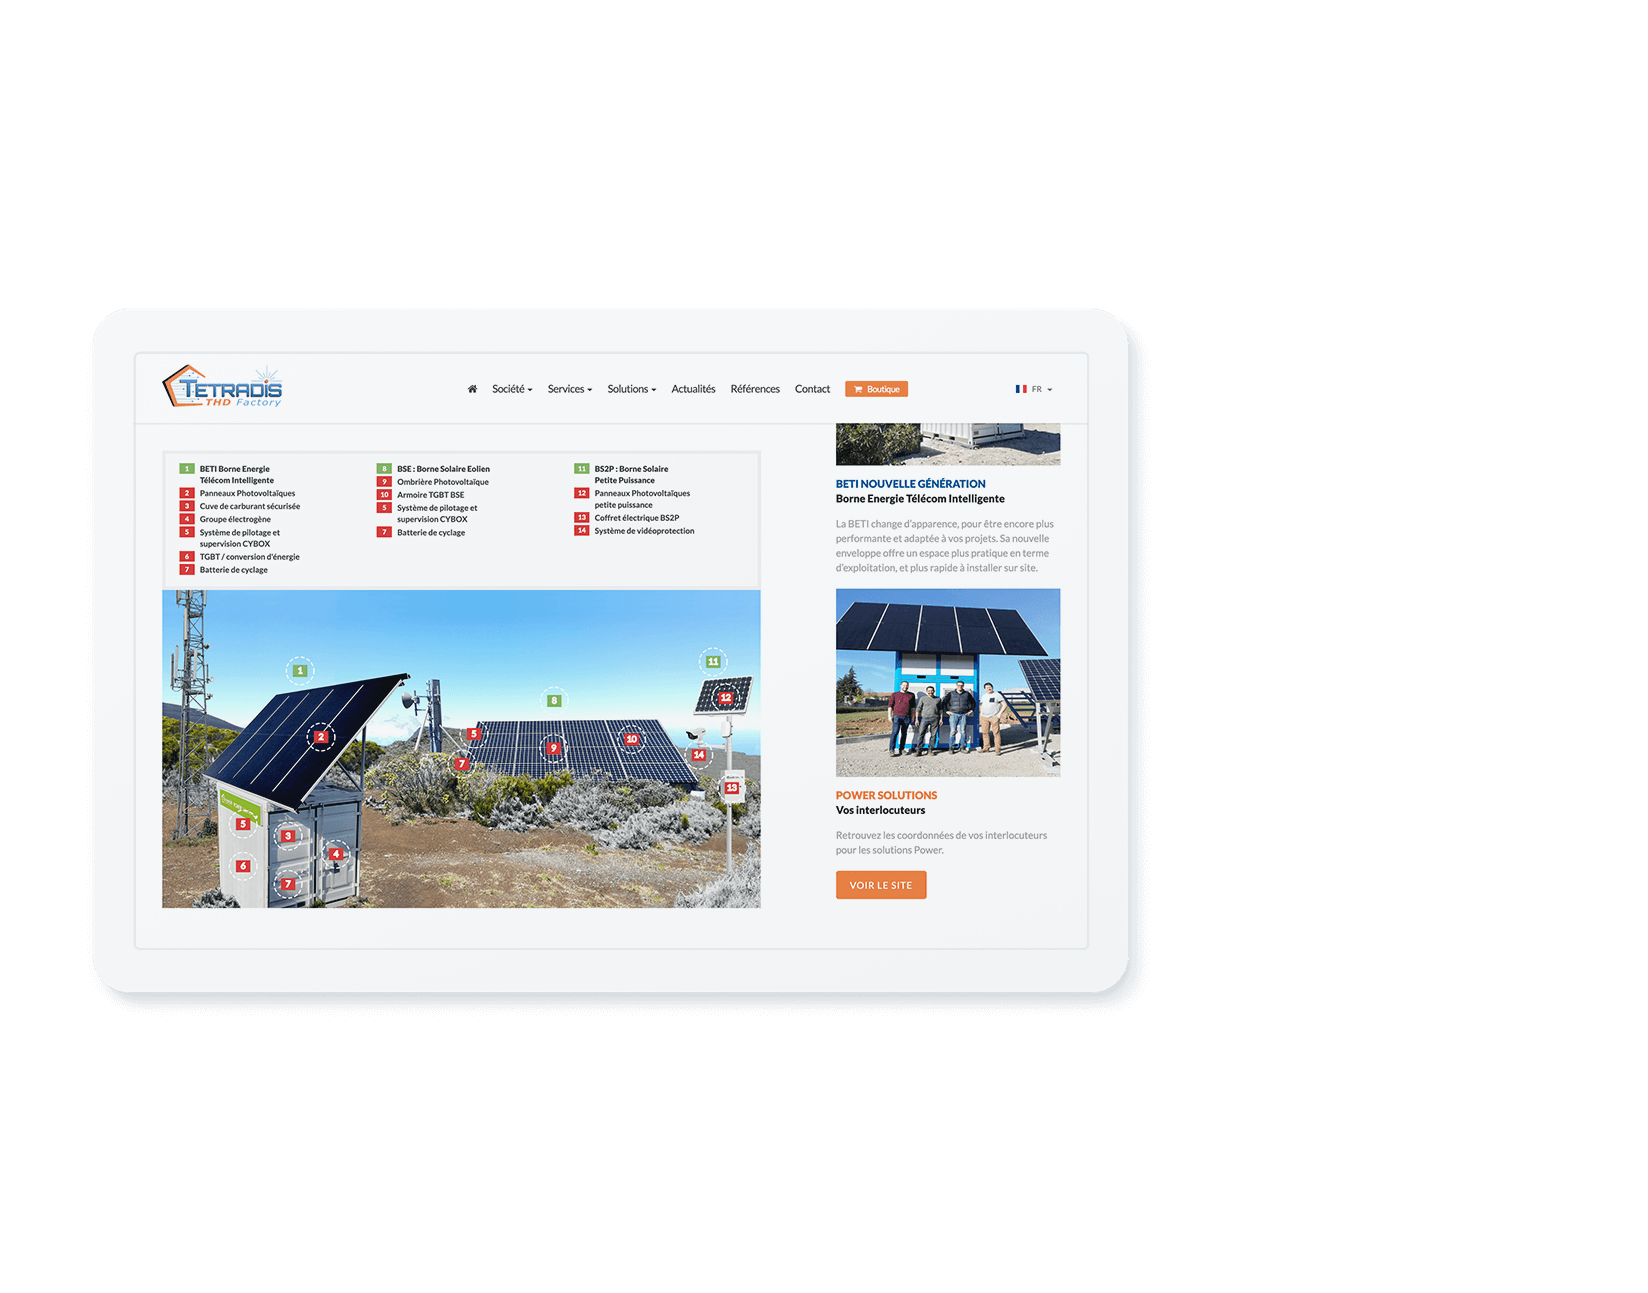 TETRADIS
THD Factory
Société
Services
Solutions
Actualités
Références
Contact
Boutique
FR
1 BETI Borne Energie
Télécom Intelligente
2 Panneaux Photovoltaïques
3 Cuve de carburant sécurisée
4 Groupe électrogène
5 Système de pilotage et
supervision CYBOX
6 TGBT / conversion d'énergie
7 Batterie de cyclage
8 BSE : Borne Solaire Eolien
9 Ombrière Photovoltaïque
10 Armoire TGBT BSE
5 Système de pilotage et
supervision CYBOX
7 Batterie de cyclage
11 BS2P : Borne Solaire
Petite Puissance
12 Panneaux Photovoltaïques
petite puissance
13 Coffret électrique BS2P
14 Système de vidéoprotection
1
2
5
3
4
6
7
8
5
9
10
7
11
12
14
13
BETI NOUVELLE GÉNÉRATION
Borne Energie Télécom Intelligente
La BETI change d'apparence, pour être encore plus
performante et adaptée à vos projets. Sa nouvelle
enveloppe offre un espace plus pratique en terme
d'exploitation, et plus rapide à installer sur site.
POWER SOLUTIONS
Vos interlocuteurs
Retrouvez les coordonnées de vos interlocuteurs
pour les solutions Power.
VOIR LE SITE